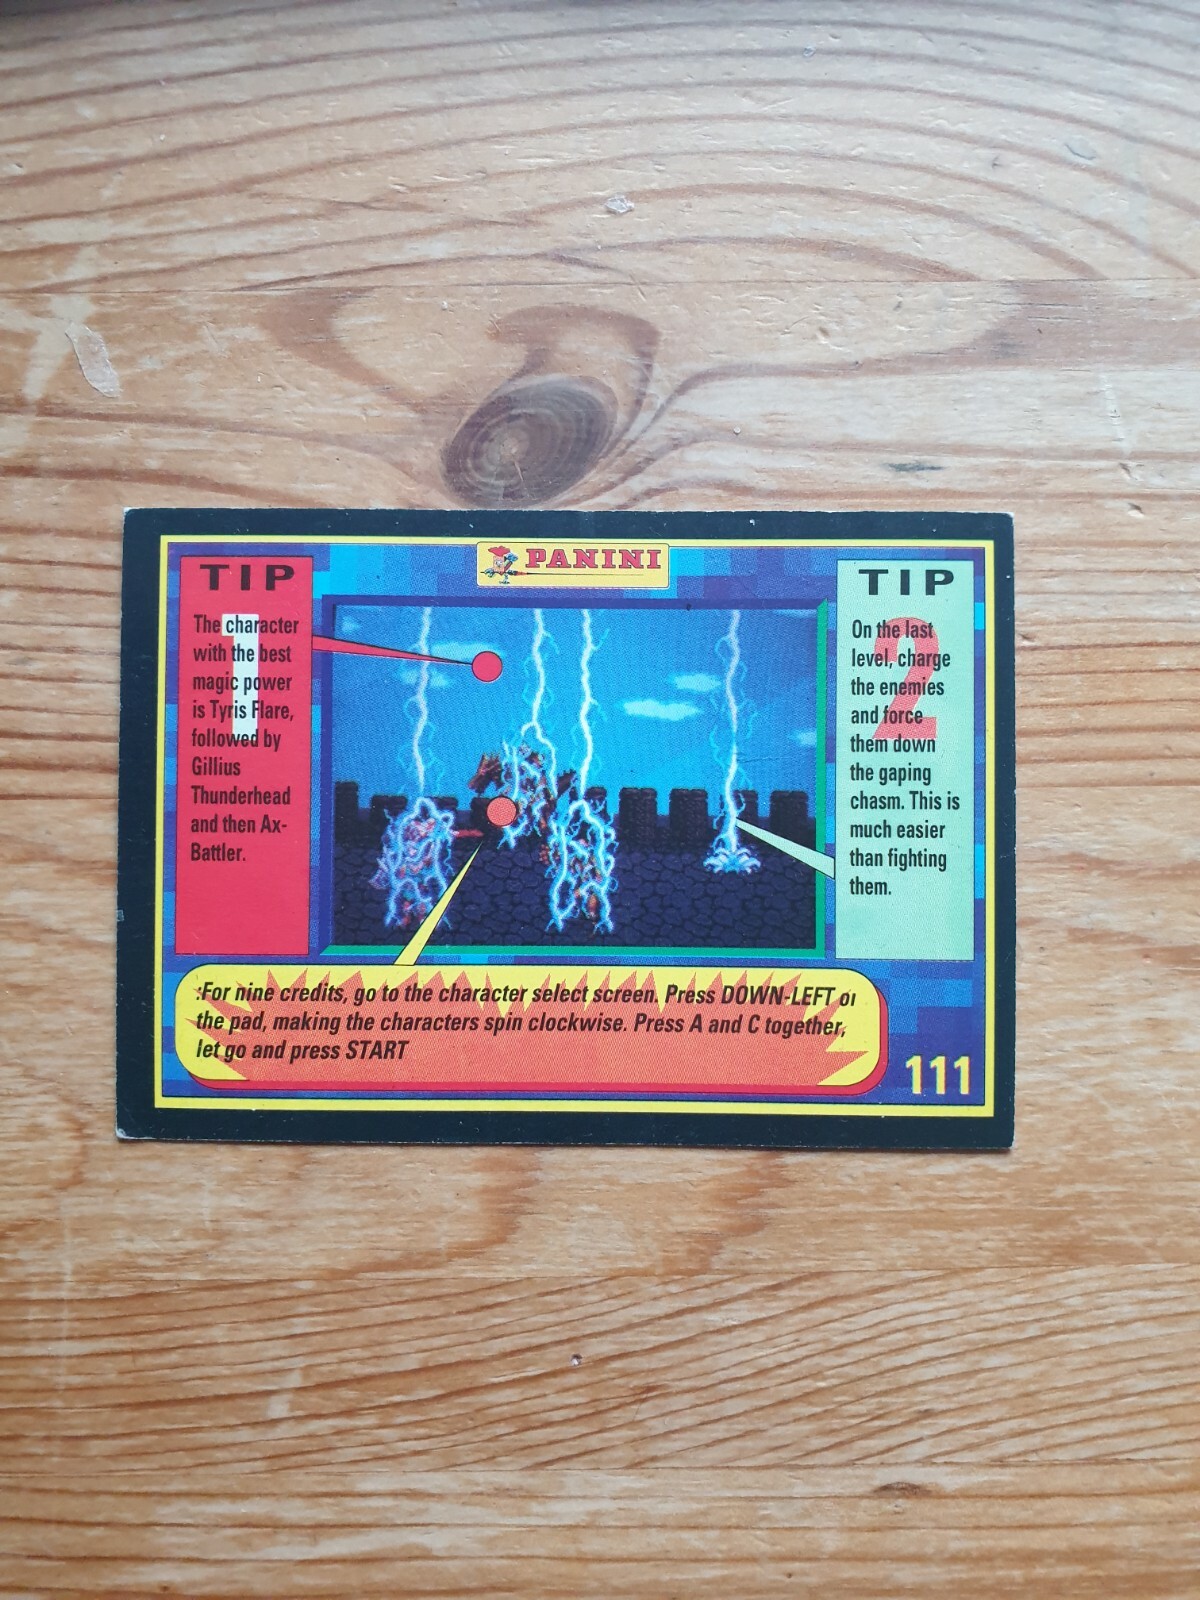 PANINI
TIP
1
The character
with the best
magic power
is Tyris Flare,
followed by
Gillius
Thunderhead
and then Ax-
Battler.
TIP
2
On the last
level, charge
the enemies
and force
them down
the gaping
chasm. This is
much easier
than fighting
them.
:For nine credits, go to the character select screen. Press DOWN-LEFT or
the pad, making the characters spin clockwise. Press A and C together,
let go and press START
111